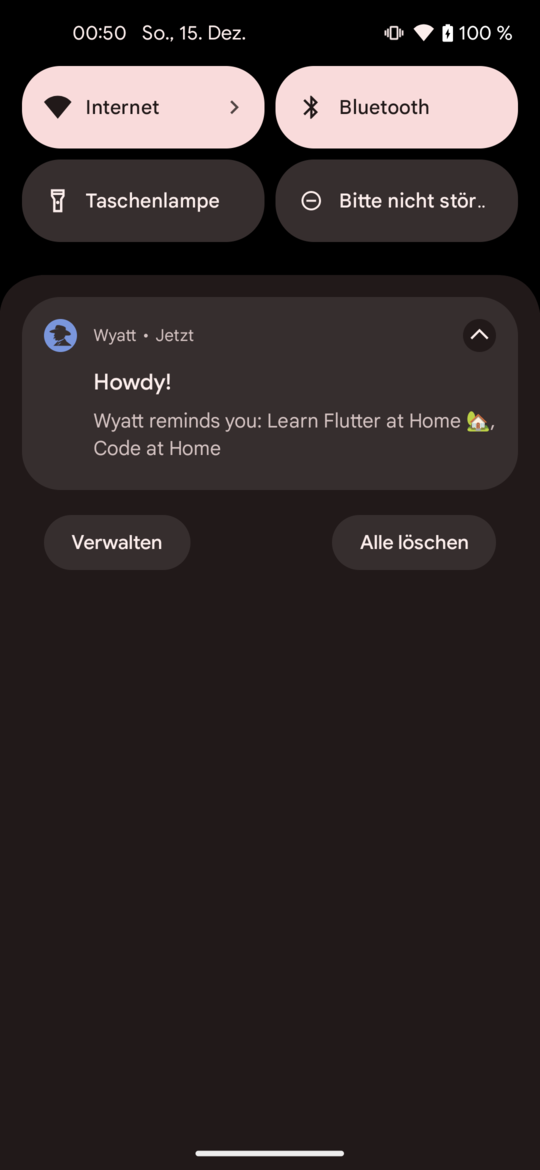 00:50 So., 15. Dez. 100 %
Internet
Bluetooth
Taschenlampe
Bitte nicht stör..
Wyatt • Jetzt
Howdy!
Wyatt reminds you: Learn Flutter at Home 🏡,
Code at Home
Verwalten
Alle löschen